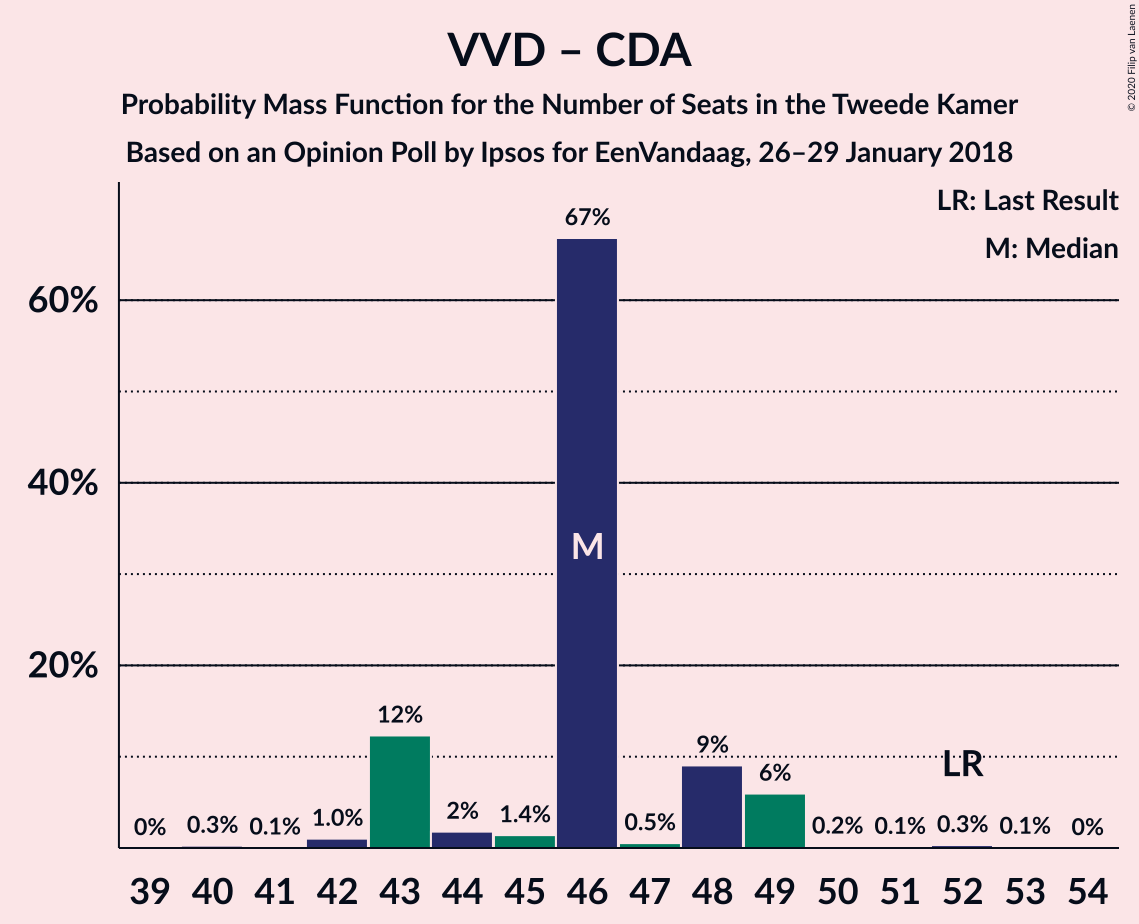 VVD – CDA
Probability Mass Function for the Number of Seats in the Tweede Kamer
Based on an Opinion Poll by Ipsos for EenVandaag, 26–29 January 2018
© 2020 Filip van Laenen
LR: Last Result
M: Median
67%
60%
40%
M
20%
12%
9%
6%
LR
0% 0.3% 0.1% 1.0% 2% 1.4% 0.5% 0.2% 0.1% 0.3% 0.1% 0%
39 40 41 42 43 44 45 46 47 48 49 50 51 52 53 54